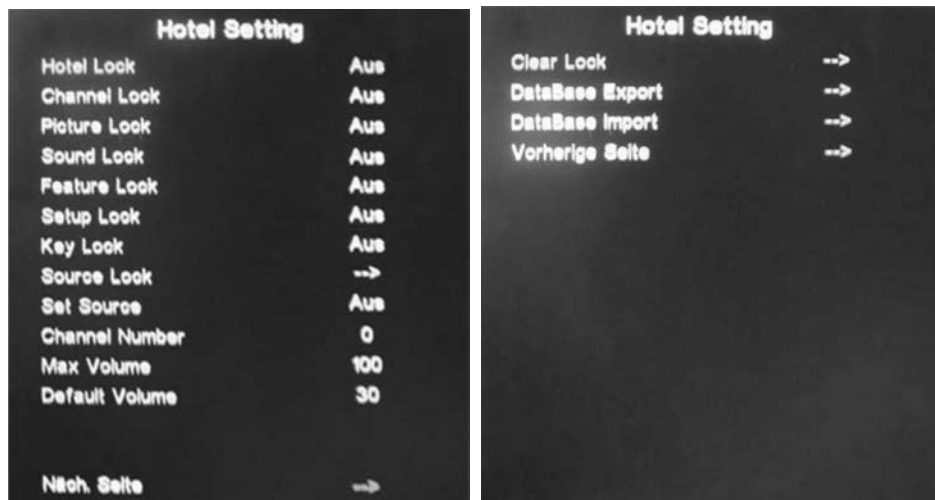 Hotel Setting
Hotel Lock Aus
Channel Lock Aus
Picture Lock Aus
Sound Lock Aus
Feature Lock Aus
Setup Lock Aus
Key Lock Aus
Source Lock -->
Set Source Aus
Channel Number 0
Max Volume 100
Default Volume 30
Näch. Seite -->
Hotel Setting
Clear Lock -->
DataBase Export -->
DataBase Import -->
Vorherige Seite -->